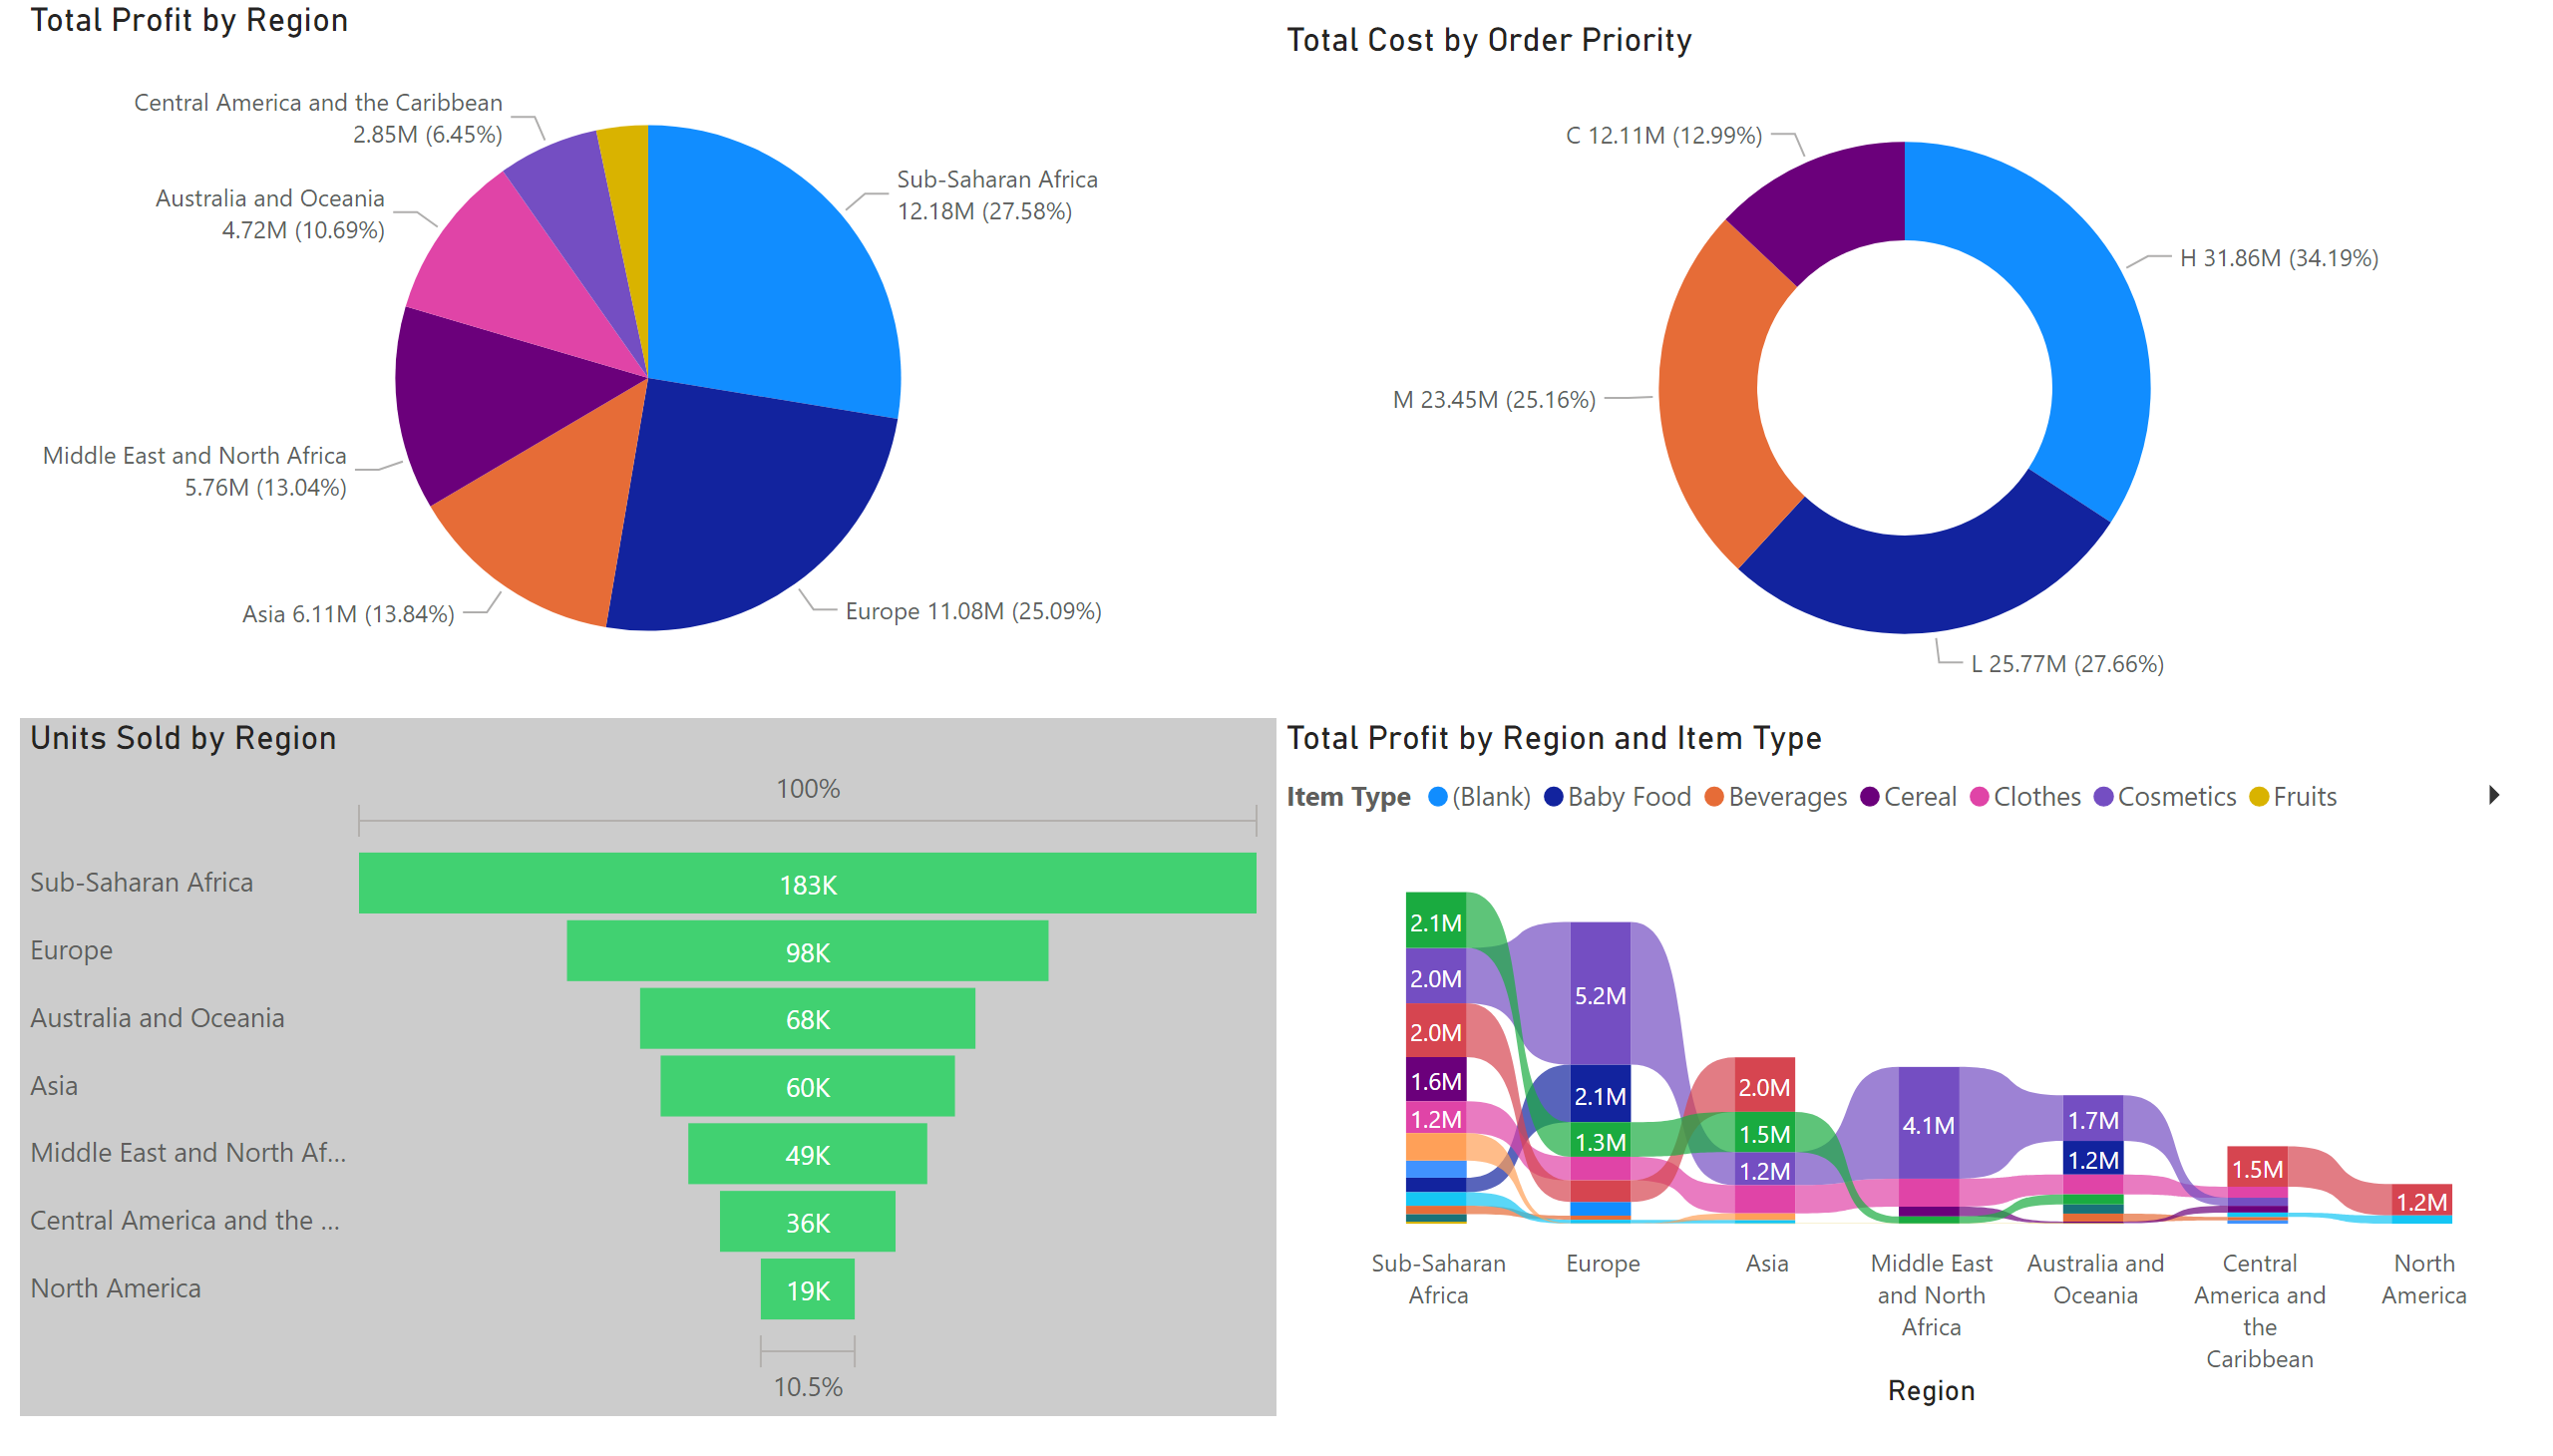 Total Profit by Region
Central America and the Caribbean
2.85M (6.45%)
Australia and Oceania
4.72M (10.69%)
Sub-Saharan Africa
12.18M (27.58%)
Middle East and North Africa
5.76M (13.04%)
Asia 6.11M (13.84%)
Europe 11.08M (25.09%)
Total Cost by Order Priority
C 12.11M (12.99%)
H 31.86M (34.19%)
M 23.45M (25.16%)
L 25.77M (27.66%)
Units Sold by Region
100%
Sub-Saharan Africa 183K
Europe 98K
Australia and Oceania 68K
Asia 60K
Middle East and North Af... 49K
Central America and the ... 36K
North America 19K
10.5%
Total Profit by Region and Item Type
Item Type (Blank) Baby Food Beverages Cereal Clothes Cosmetics Fruits
2.1M
2.0M
2.0M
1.6M
1.2M
5.2M
2.1M
1.3M
2.0M
1.5M
1.2M
4.1M
1.7M
1.2M
1.5M
1.2M
Sub-Saharan
Africa
Europe
Asia
Middle East
and North
Africa
Australia and
Oceania
Central
America and
the
Caribbean
North
America
Region